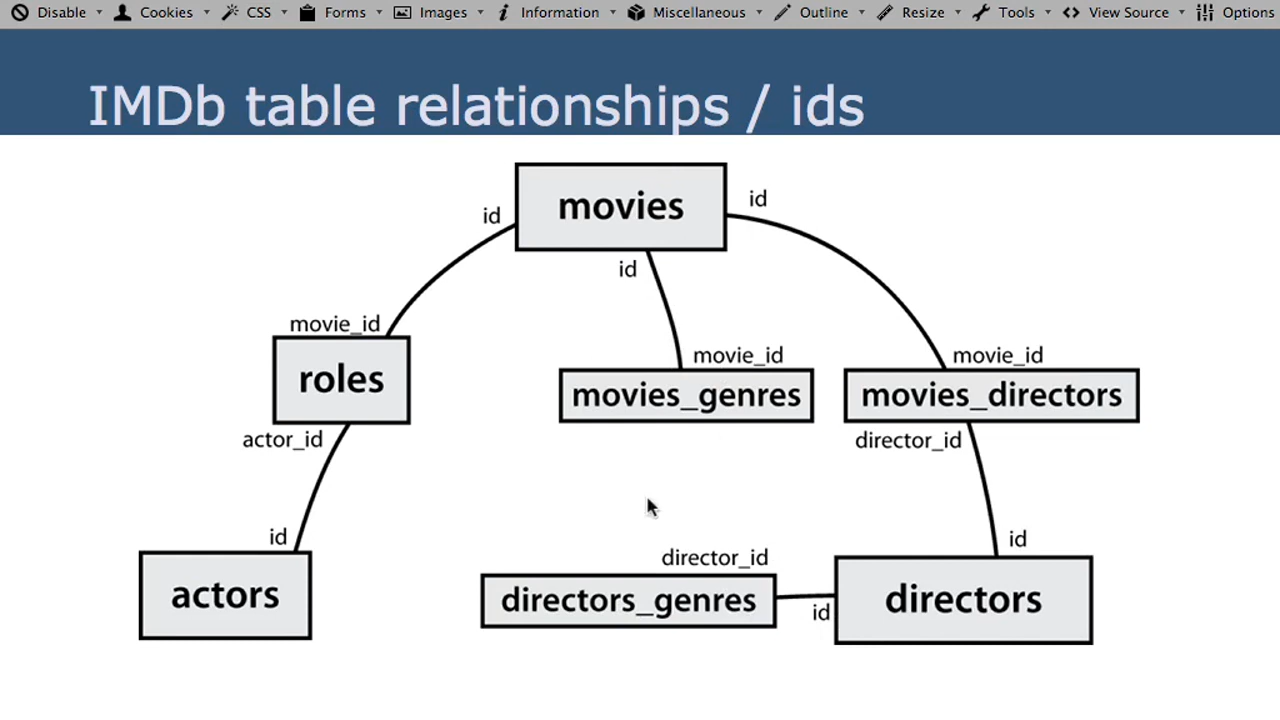 Disable Cookies CSS Forms Images Information Miscellaneous Outline Resize Tools View Source Options
IMDb table relationships / ids
movies
id
id
id
movie_id
roles
actor_id
movie_id
movies_genres
movie_id
movies_directors
director_id
id
actors
director_id
directors_genres
id
id
directors